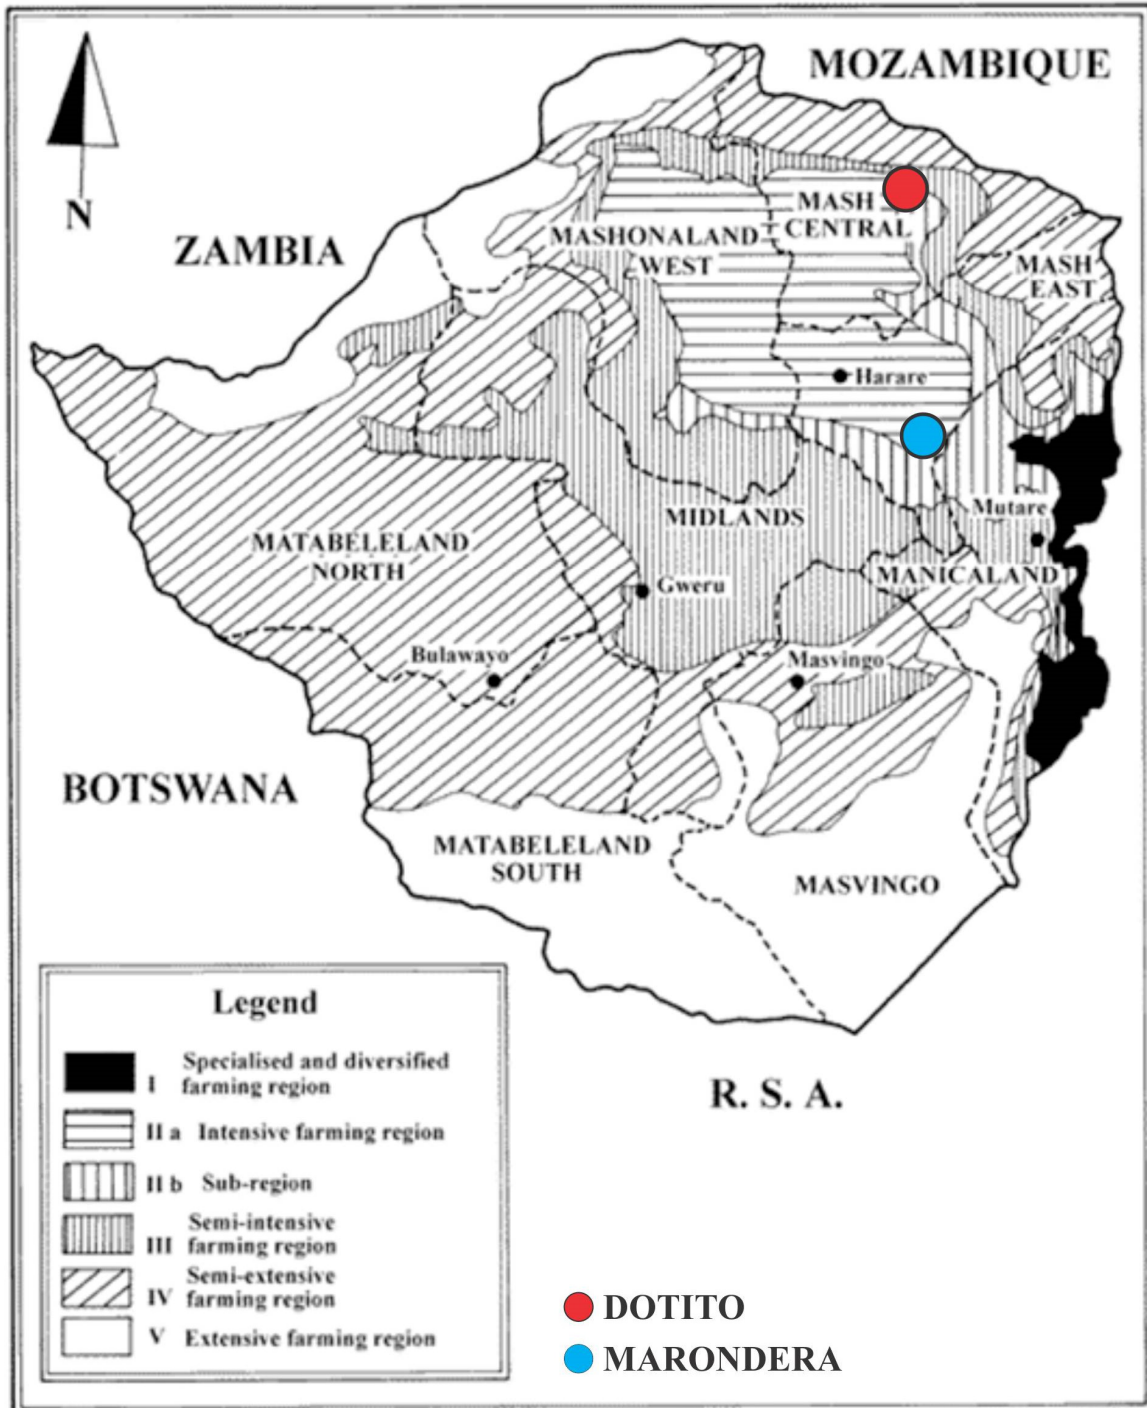 MOZAMBIQUE
N
ZAMBIA
MASH
CENTRAL
MASHONALAND
WEST
MASH
EAST
Harare
Mutare
MIDLANDS
MATABELELAND
NORTH
MANICALAND
Gweru
Bulawayo
Masvingo
BOTSWANA
MATABELELAND
SOUTH
MASVINGO
R. S. A.
Legend
I Specialised and diversified
farming region
II a Intensive farming region
II b Sub-region
III Semi-intensive
farming region
IV Semi-extensive
farming region
V Extensive farming region
DOTITO
MARONDERA